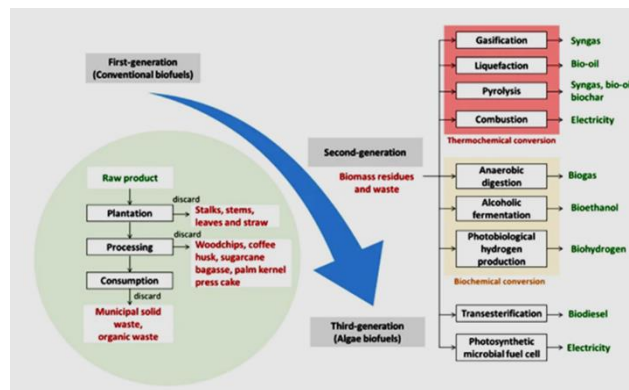 First-generation
(Conventional biofuels)
Raw product
discard
Plantation
Stalks, stems,
leaves and straw
discard
Processing
Woodchips, coffee
husk, sugarcane
bagasse, palm kernel
press cake
Consumption
discard
Municipal solid
waste,
organic waste
Second-generation
Biomass residues
and waste
Third-generation
(Algae biofuels)
Gasification
Syngas
Liquefaction
Bio-oil
Pyrolysis
Syngas, bio-oi
biochar
Combustion
Electricity
Thermochemical conversion
Anaerobic
digestion
Biogas
Alcoholic
fermentation
Bioethanol
Photobiological
hydrogen
production
Biohydrogen
Biochemical conversion
Transesterification
Biodiesel
Photosynthetic
microbial fuel cell
Electricity